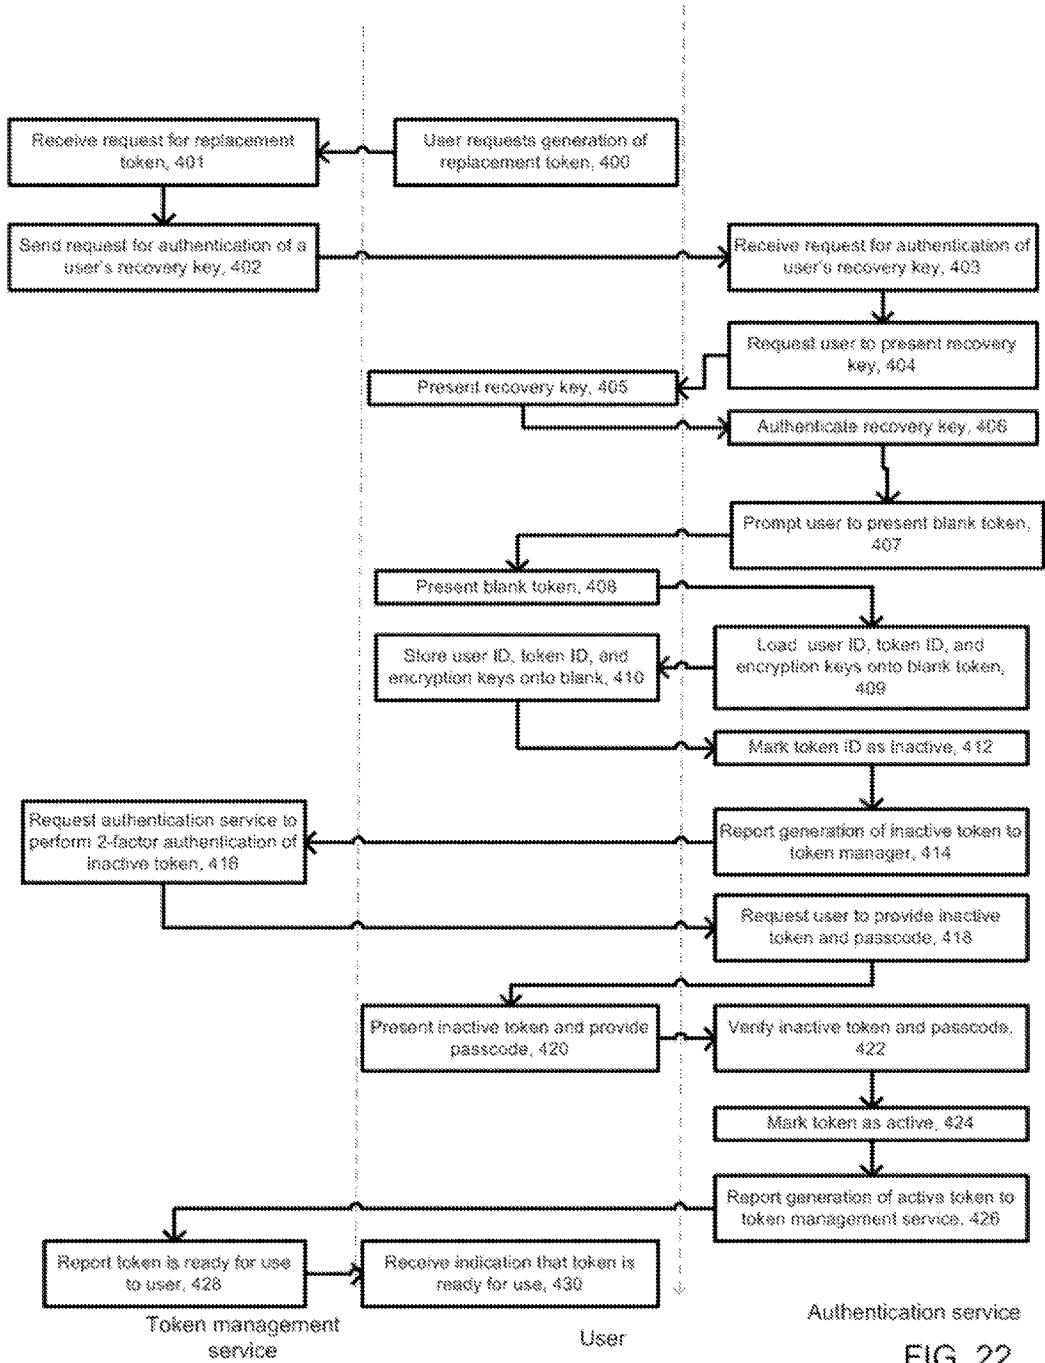 Receive request for replacement
token, 401
User requests generation of
replacement token, 400
Send request for authentication of a
user's recovery key, 402
Receive request for authentication of
user's recovery key, 403
Request user to present recovery
key, 404
Present recovery key, 405
Authenticate recovery key, 406
Prompt user to present blank token,
407
Present blank token, 408
Store user ID, token ID, and
encryption keys onto blank, 410
Load user ID, token ID, and
encryption keys onto blank token,
409
Mark token ID as inactive, 412
Request authentication service to
perform 2-factor authentication of
inactive token, 416
Report generation of inactive token to
token manager, 414
Request user to provide inactive
token and passcode, 418
Present inactive token and provide
passcode, 420
Verify inactive token and passcode,
422
Mark token as active, 424
Report generation of active token to
token management service, 426
Report token is ready for use
to user, 428
Receive indication that token is
ready for use, 430
Token management
service
User
Authentication service
FIG. 22